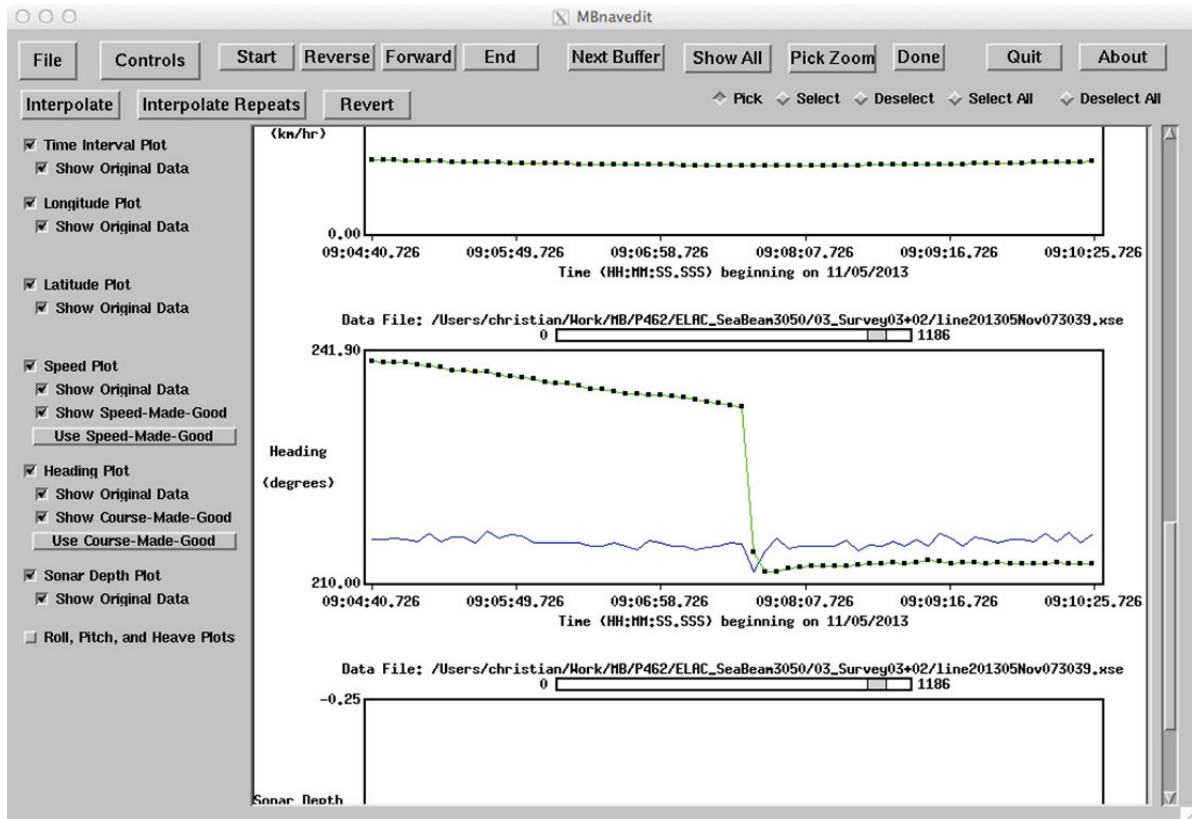 MBnavedit
File Controls Start Reverse Forward End Next Buffer Show All Pick Zoom Done Quit About
Interpolate Interpolate Repeats Revert Pick Select Deselect Select All Deselect All
Time Interval Plot
Show Original Data
Longitude Plot
Show Original Data
Latitude Plot
Show Original Data
Speed Plot
Show Original Data
Show Speed-Made-Good
Use Speed-Made-Good
Heading Plot
Show Original Data
Show Course-Made-Good
Use Course-Made-Good
Sonar Depth Plot
Show Original Data
Roll, Pitch, and Heave Plots
(km/hr)
0.00
09:04:40.726 09:05:49.726 09:06:58.726 09:08:07.726 09:09:16.726 09:10:25.726
Time (HH:MM:SS.SSS) beginning on 11/05/2013
Data File: /Users/christian/Work/MB/P462/ELAC_SeaBeam3050/03_Survey03+02/line201305Nov073039.xse
0 1186
241.90
Heading
(degrees)
210.00
09:04:40.726 09:05:49.726 09:06:58.726 09:08:07.726 09:09:16.726 09:10:25.726
Time (HH:MM:SS.SSS) beginning on 11/05/2013
Data File: /Users/christian/Work/MB/P462/ELAC_SeaBeam3050/03_Survey03+02/line201305Nov073039.xse
0 1186
-0.25
Sonar Depth